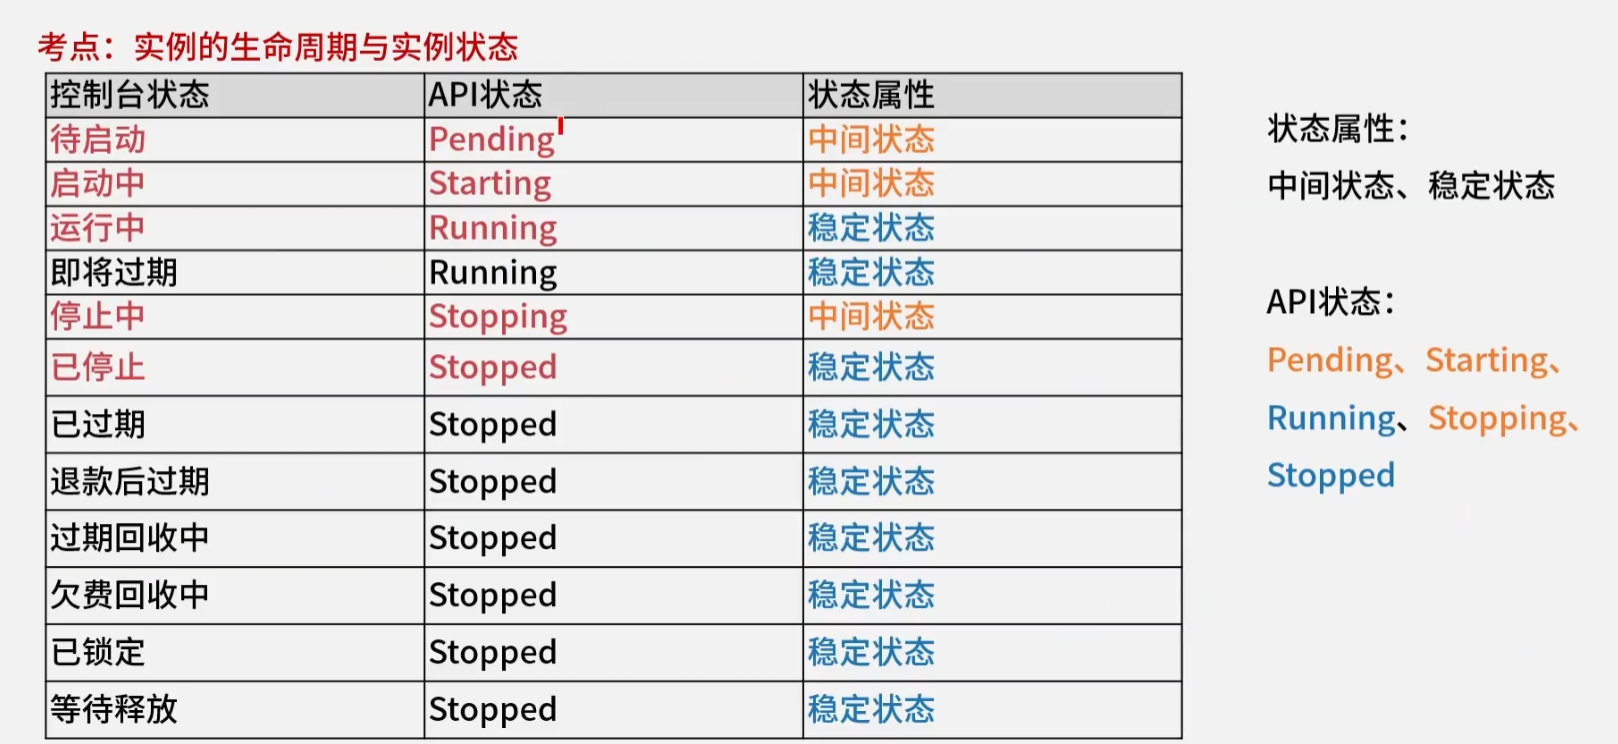 考点：实例的生命周期与实例状态
控制台状态 API状态 状态属性
待启动 Pending 中间状态
启动中 Starting 中间状态
运行中 Running 稳定状态
即将过期 Running 稳定状态
停止中 Stopping 中间状态
已停止 Stopped 稳定状态
已过期 Stopped 稳定状态
退款后过期 Stopped 稳定状态
过期回收中 Stopped 稳定状态
欠费回收中 Stopped 稳定状态
已锁定 Stopped 稳定状态
等待释放 Stopped 稳定状态
状态属性：
中间状态、稳定状态
API状态：
Pending、Starting、
Running、Stopping、
Stopped